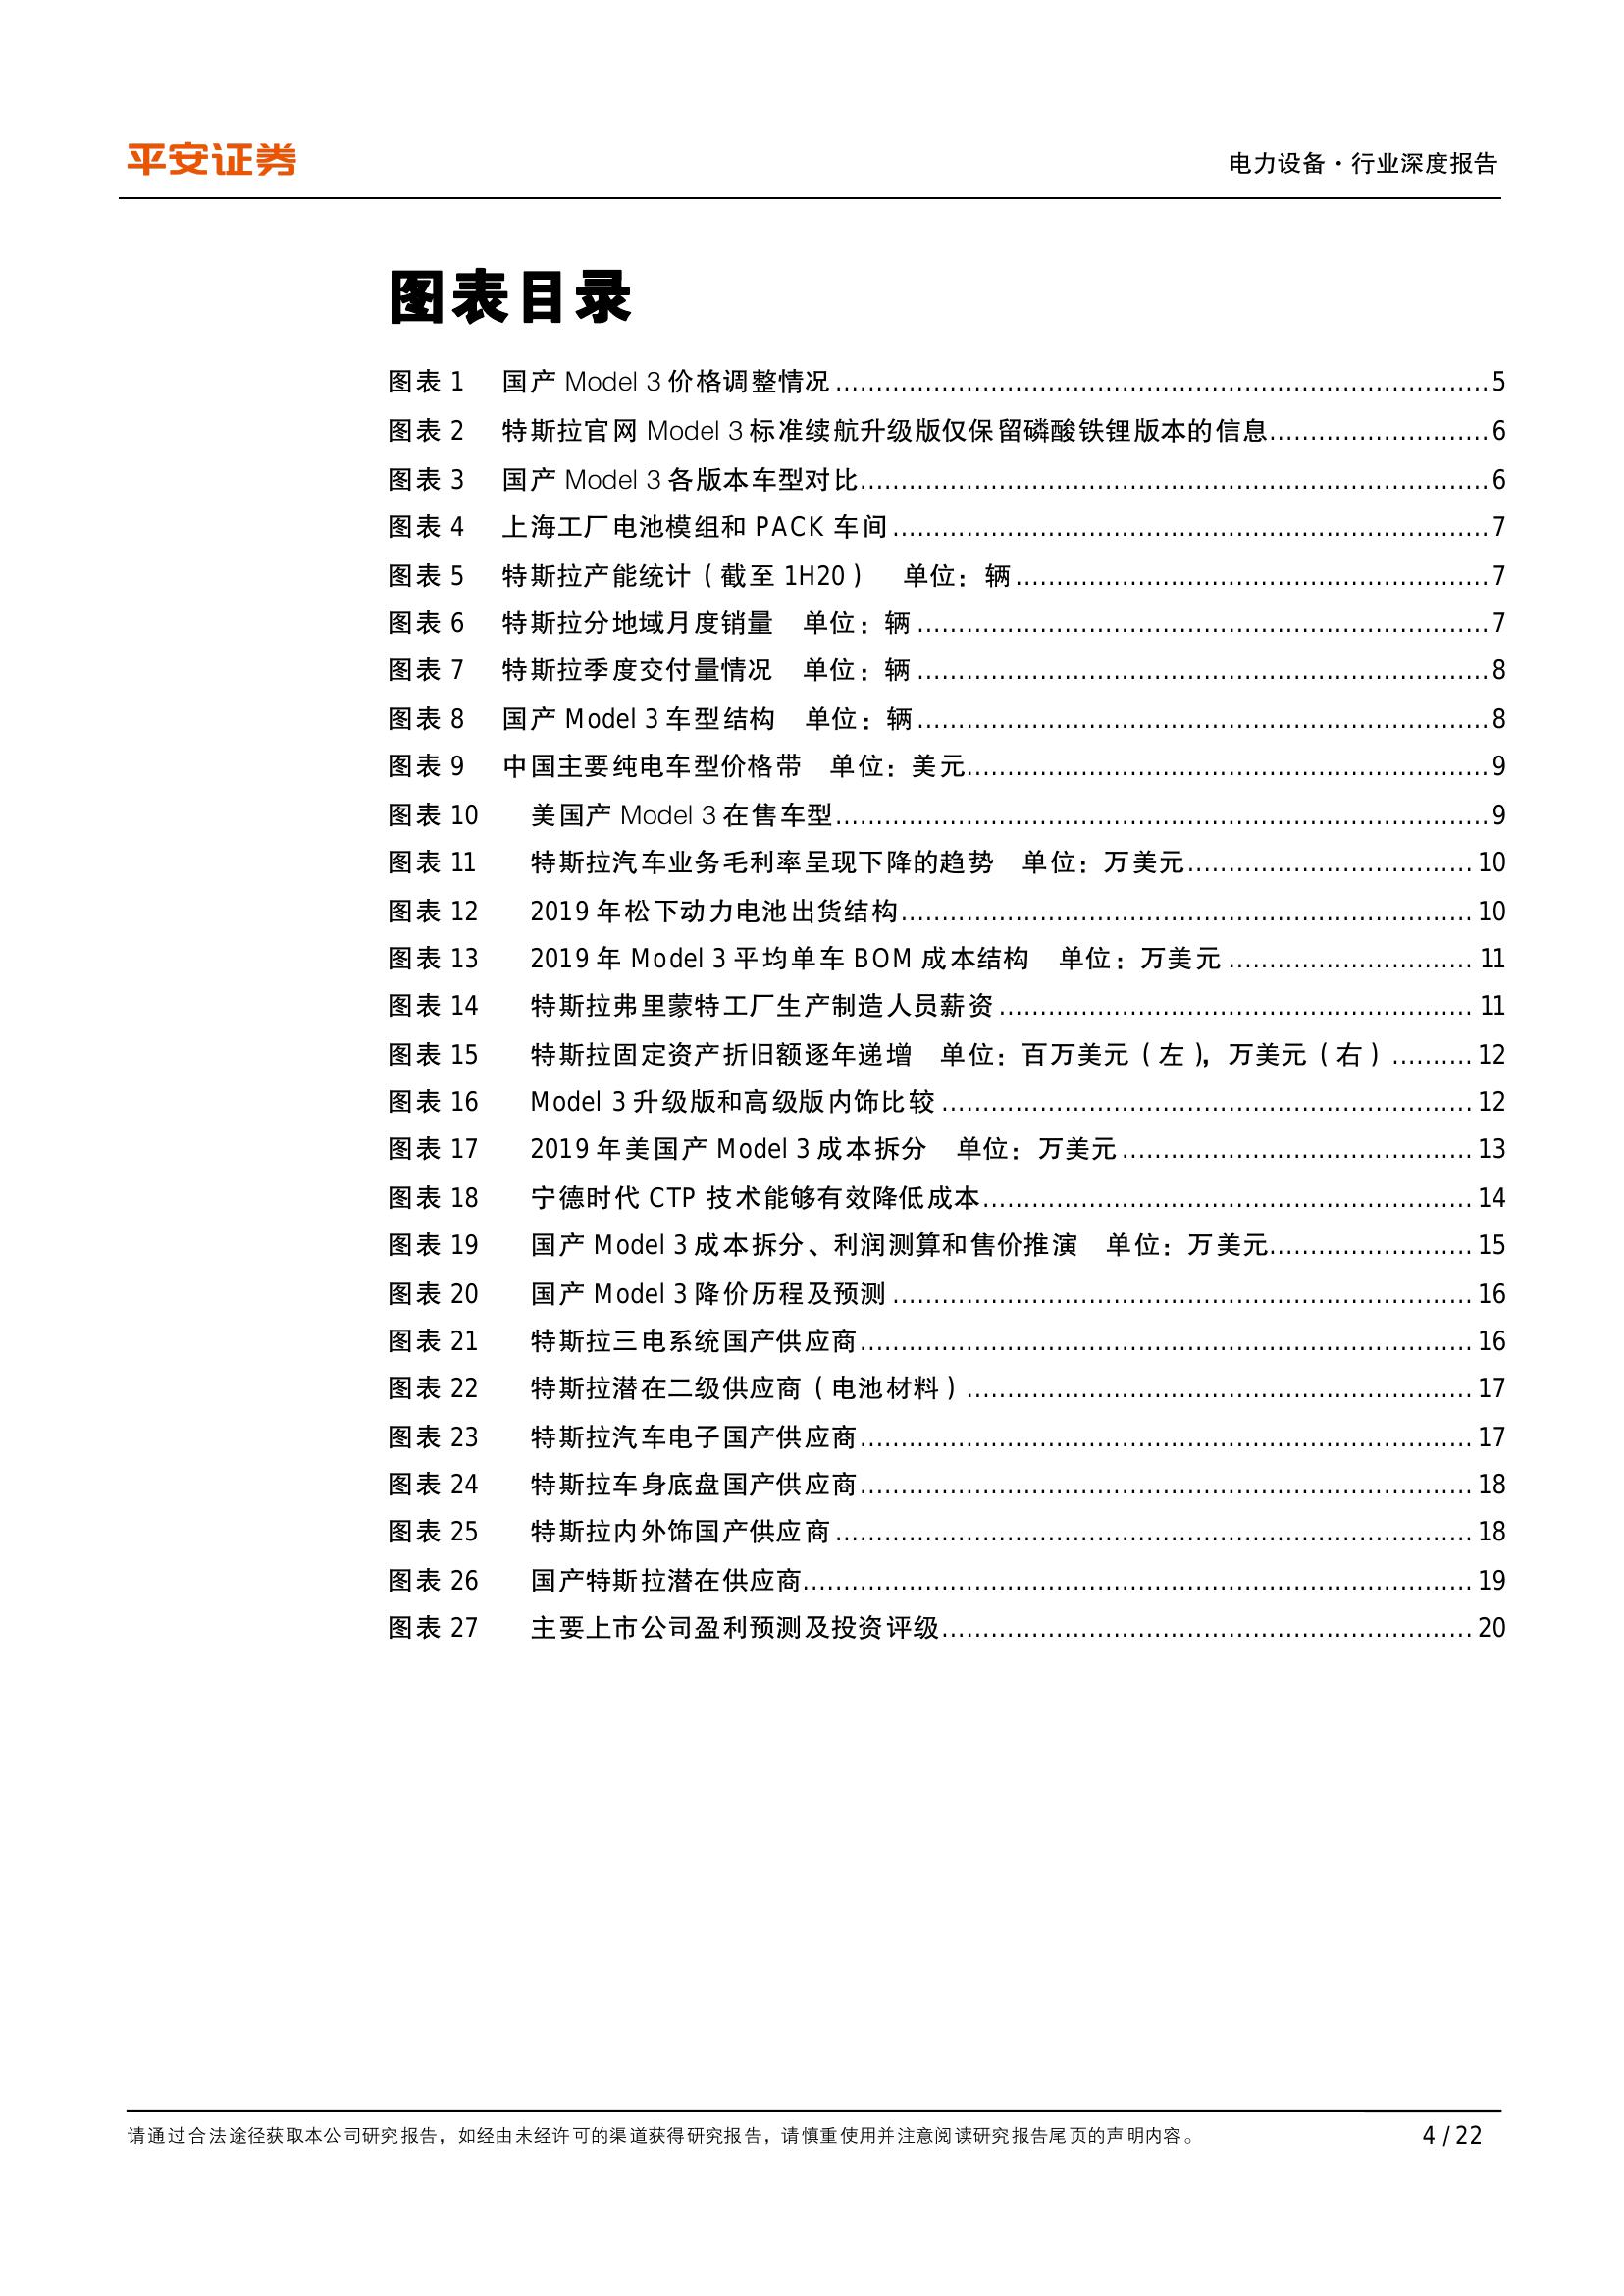 平安证券
电力设备·行业深度报告
图表目录
图表 1 国产 Model 3 价格调整情况........................................5
图表 2 特斯拉官网 Model 3 标准续航升级版仅保留磷酸铁锂版本的信息........................................6
图表 3 国产 Model 3 各版本车型对比........................................6
图表 4 上海工厂电池模组和 PACK 车间........................................7
图表 5 特斯拉产能统计（截至 1H20） 单位：辆........................................7
图表 6 特斯拉分地域月度销量 单位：辆........................................7
图表 7 特斯拉季度交付量情况 单位：辆........................................8
图表 8 国产 Model 3 车型结构 单位：辆........................................8
图表 9 中国主要纯电车型价格带 单位：美元........................................9
图表 10 美国产 Model 3 在售车型........................................9
图表 11 特斯拉汽车业务毛利率呈现下降的趋势 单位：万美元........................................10
图表 12 2019 年松下动力电池出货结构........................................10
图表 13 2019 年 Model 3 平均单车 BOM 成本结构 单位：万美元........................................11
图表 14 特斯拉弗里蒙特工厂生产制造人员薪资........................................11
图表 15 特斯拉固定资产折旧额逐年递增 单位：百万美元（左），万美元（右）..........12
图表 16 Model 3 升级版和高级版内饰比较........................................12
图表 17 2019 年美国产 Model 3 成本拆分 单位：万美元........................................13
图表 18 宁德时代 CTP 技术能够有效降低成本........................................14
图表 19 国产 Model 3 成本拆分、利润测算和售价推演 单位：万美元........................................15
图表 20 国产 Model 3 降价历程及预测........................................16
图表 21 特斯拉三电系统国产供应商........................................16
图表 22 特斯拉潜在二级供应商（电池材料）........................................17
图表 23 特斯拉汽车电子国产供应商........................................17
图表 24 特斯拉车身底盘国产供应商........................................18
图表 25 特斯拉内外饰国产供应商........................................18
图表 26 国产特斯拉潜在供应商........................................19
图表 27 主要上市公司盈利预测及投资评级........................................20
请通过合法途径获取本公司研究报告，如经由未经许可的渠道获得研究报告，请慎重使用并注意阅读研究报告尾页的声明内容。 4 / 22